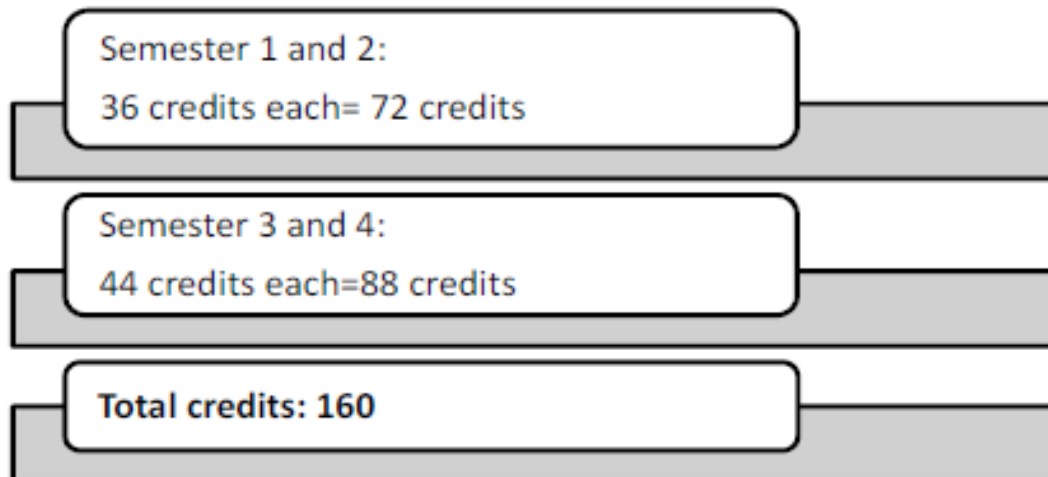 Semester 1 and 2:
36 credits each= 72 credits
Semester 3 and 4:
44 credits each=88 credits
Total credits: 160